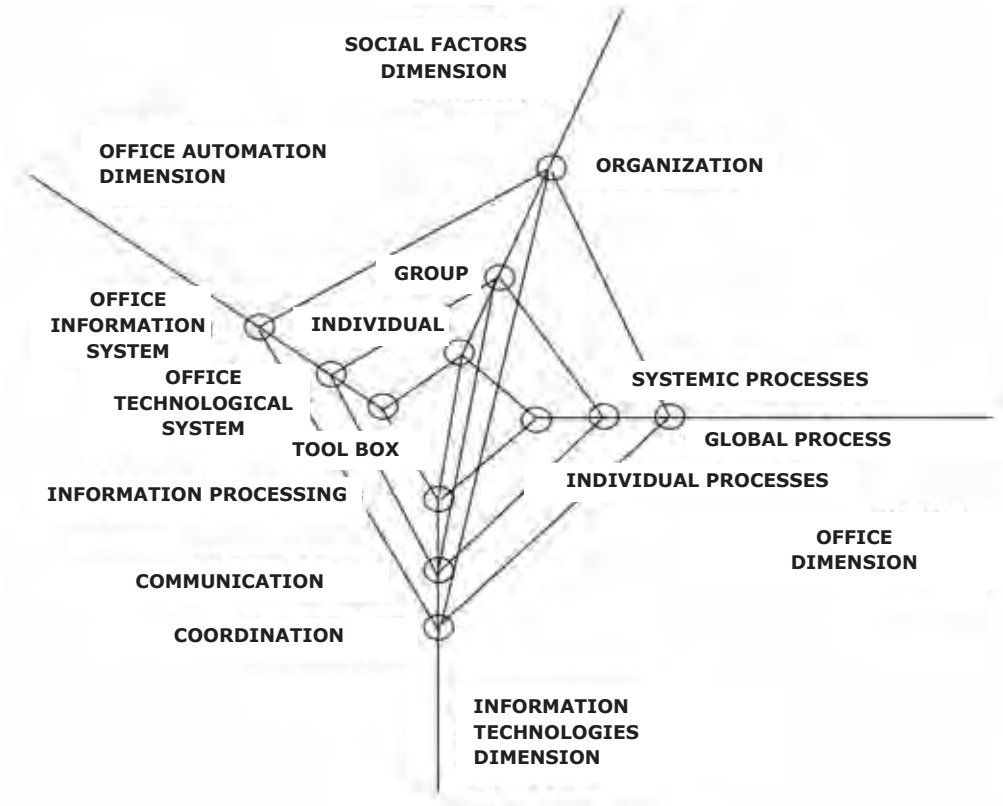 SOCIAL FACTORS
DIMENSION
OFFICE AUTOMATION
DIMENSION
ORGANIZATION
GROUP
OFFICE
INFORMATION
SYSTEM
INDIVIDUAL
OFFICE
TECHNOLOGICAL
SYSTEM
SYSTEMIC PROCESSES
GLOBAL PROCESS
TOOL BOX
INFORMATION PROCESSING
INDIVIDUAL PROCESSES
OFFICE
DIMENSION
COMMUNICATION
COORDINATION
INFORMATION
TECHNOLOGIES
DIMENSION